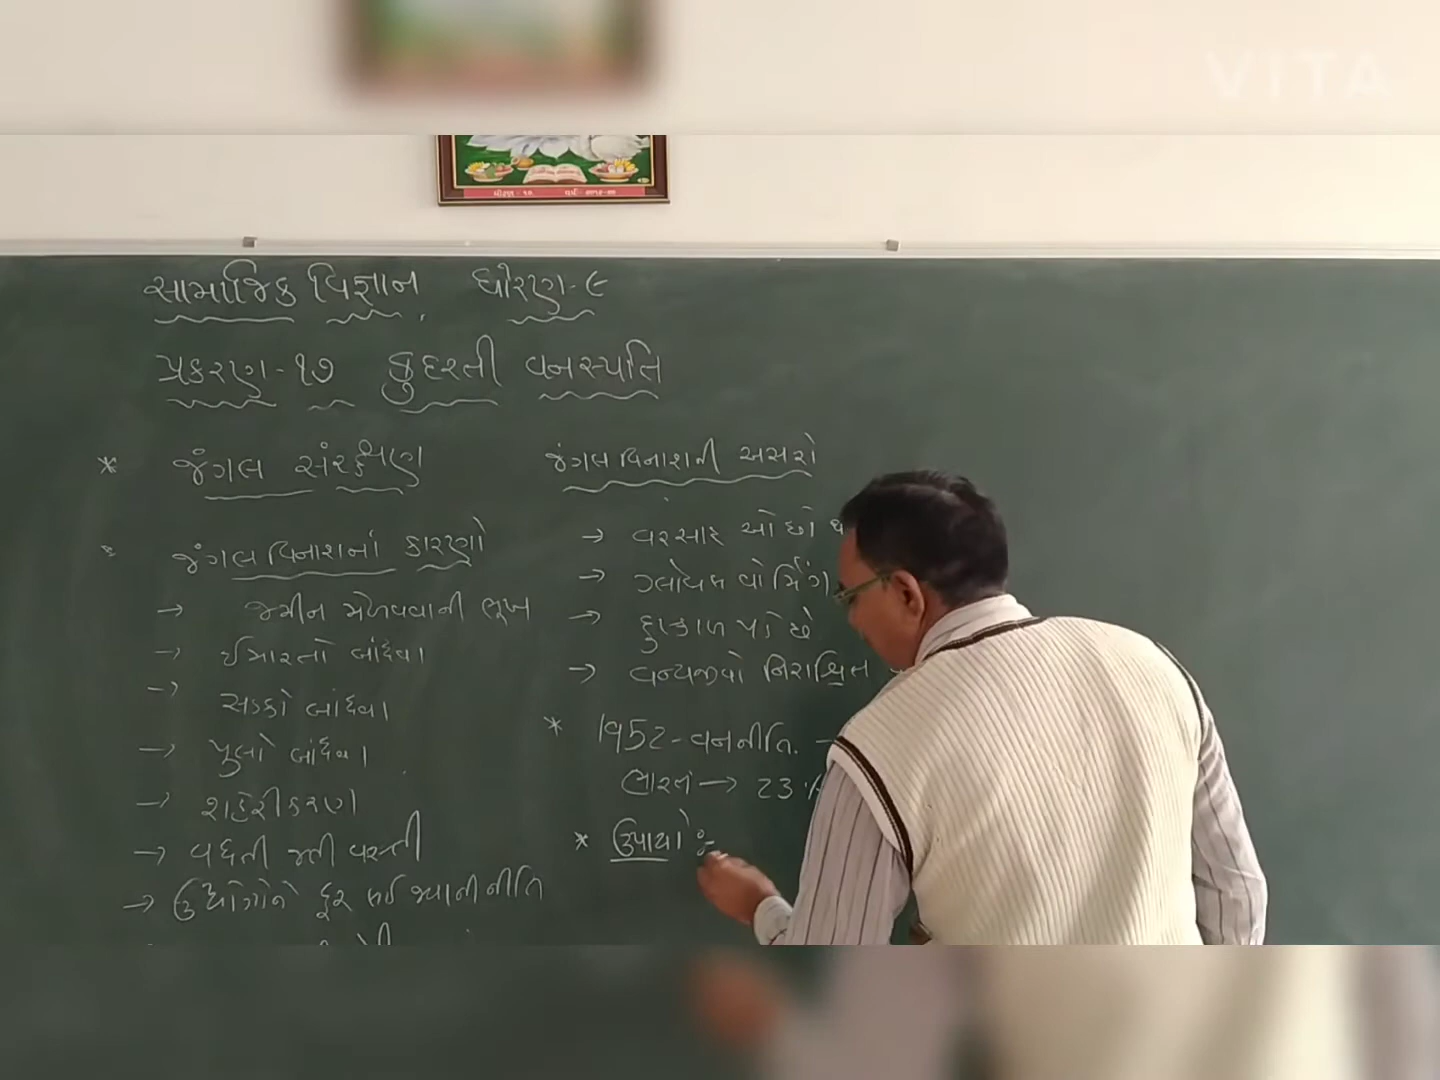 VITA
સામાજિક વિજ્ઞાન ધોરણ-૯
પ્રકરણ-૧૭ કુદરતી વનસ્પતિ
* જંગલ સંરક્ષણ
* જંગલ વિનાશનાં કારણો
→ જમીન મેળવવાની ભૂખ
→ ઈમારતો બાંધવા
→ સડકો બાંધવા
→ પુલો બાંધવા
→ શહેરીકરણ
→ વધતી જતી વસ્તી
→ ઉદ્યોગોને દૂર લઈ જવાની નીતિ
જંગલ વિનાશની અસરો
→ વરસાદ ઓછો
→ ગ્લોબલ વોર્મિંગ
→ દુષ્કાળ પડે છે
→ વન્યજીવો નિરાશ્રિત
* 1952-વનનીતિ. –
ભારત → 23 %
* ઉપાયો :-